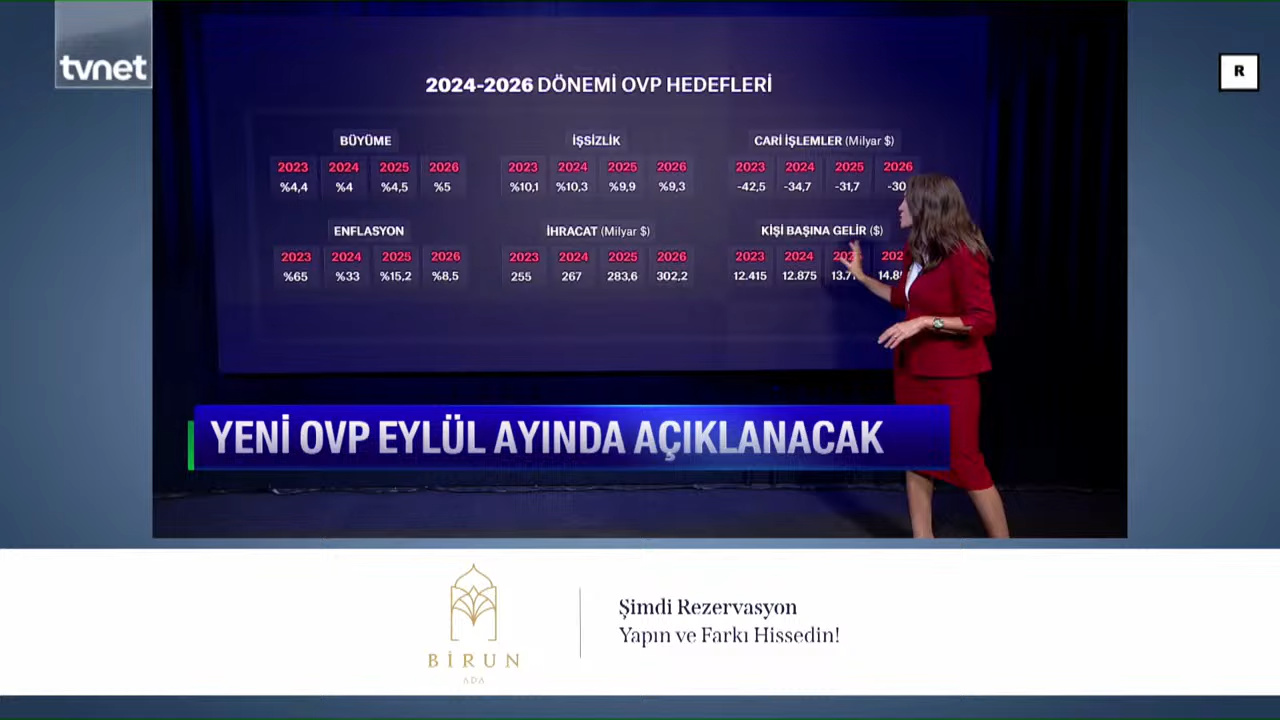 tvnet
R
2024-2026 DÖNEMİ OVP HEDEFLERİ
BÜYÜME
2023 2024 2025 2026
%4,4 %4 %4,5 %5
İŞSİZLİK
2023 2024 2025 2026
%10,1 %10,3 %9,9 %9,3
CARİ İŞLEMLER (Milyar $)
2023 2024 2025 2026
-42,5 -34,7 -31,7
ENFLASYON
2023 2024 2025 2026
%65 %33 %15,2 %8,5
İHRACAT (Milyar $)
2023 2024 2025 2026
255 267 283,6 302,2
KİŞİ BAŞINA GELİR ($)
2023 2024
12.415 12.875
YENİ OVP EYLÜL AYINDA AÇIKLANACAK
BİRUN
ADA
Şimdi Rezervasyon
Yapın ve Farkı Hissedin!